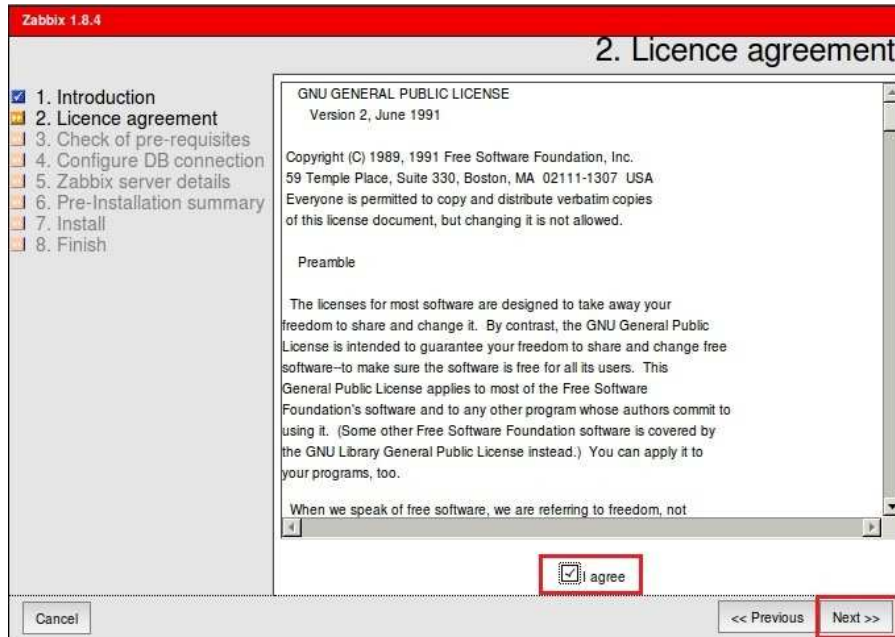 Zabbix 1.8.4
2. Licence agreement
1. Introduction
2. Licence agreement
3. Check of pre-requisites
4. Configure DB connection
5. Zabbix server details
6. Pre-Installation summary
7. Install
8. Finish
GNU GENERAL PUBLIC LICENSE
Version 2, June 1991
Copyright (C) 1989, 1991 Free Software Foundation, Inc.
59 Temple Place, Suite 330, Boston, MA  02111-1307  USA
Everyone is permitted to copy and distribute verbatim copies
of this license document, but changing it is not allowed.
Preamble
The licenses for most software are designed to take away your
freedom to share and change it.  By contrast, the GNU General Public
License is intended to guarantee your freedom to share and change free
software--to make sure the software is free for all its users.  This
General Public License applies to most of the Free Software
Foundation's software and to any other program whose authors commit to
using it.  (Some other Free Software Foundation software is covered by
the GNU Library General Public License instead.)  You can apply it to
your programs, too.
When we speak of free software, we are referring to freedom, not
I agree
Cancel
<< Previous
Next >>